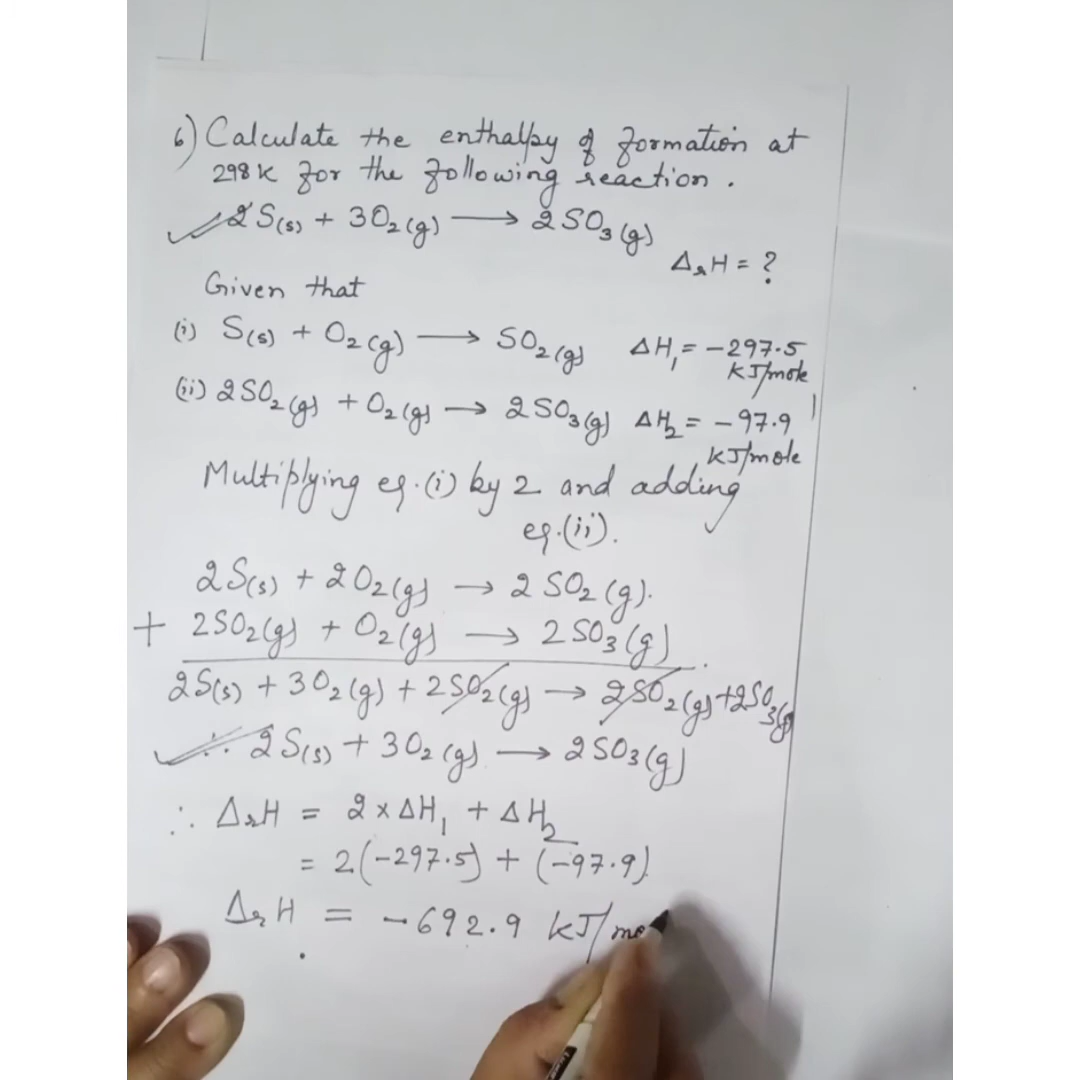 6) Calculate the enthalpy of formation at
298 K for the following reaction.
2S(s) + 3O₂(g) ⟶ 2SO₃(g)
ΔᵣH = ?
Given that
(i) S(s) + O₂(g) ⟶ SO₂(g) ΔH₁ = -297.5
kJ/mole
(ii) 2SO₂(g) + O₂(g) ⟶ 2SO₃(g) ΔH₂ = -97.9
kJ/mole
Multiplying eq.(i) by 2 and adding
eq.(ii).
2S(s) + 2O₂(g) → 2SO₂(g).
+ 2SO₂(g) + O₂(g) ⟶ 2SO₃(g).
2S(s) + 3O₂(g) + 2SO₂(g) → 2SO₂(g) + 2SO₃(g)
∴ 2S(s) + 3O₂(g) ⟶ 2SO₃(g)
∴ ΔᵣH = 2 × ΔH₁ + ΔH₂
= 2(-297.5) + (-97.9)
ΔᵣH = -692.9 kJ/mo